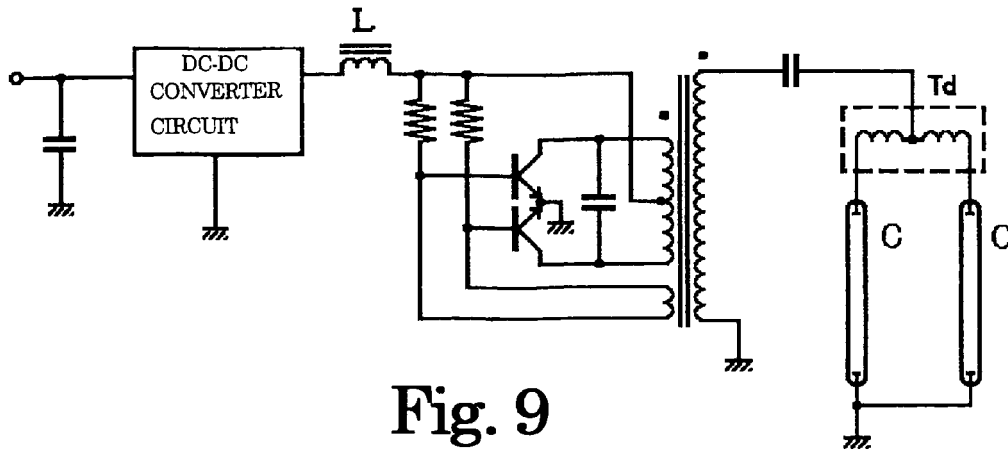 L
DC-DC
CONVERTER
CIRCUIT
Td
C
C
Fig. 9